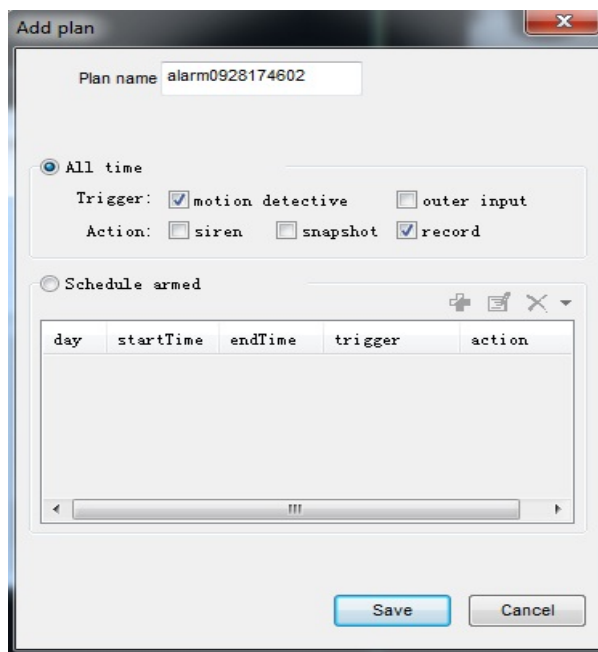 Add plan
Plan name alarm0928174602
All time
Trigger: motion detective outer input
Action: siren snapshot record
Schedule armed
day startTime endTime trigger action
Save Cancel